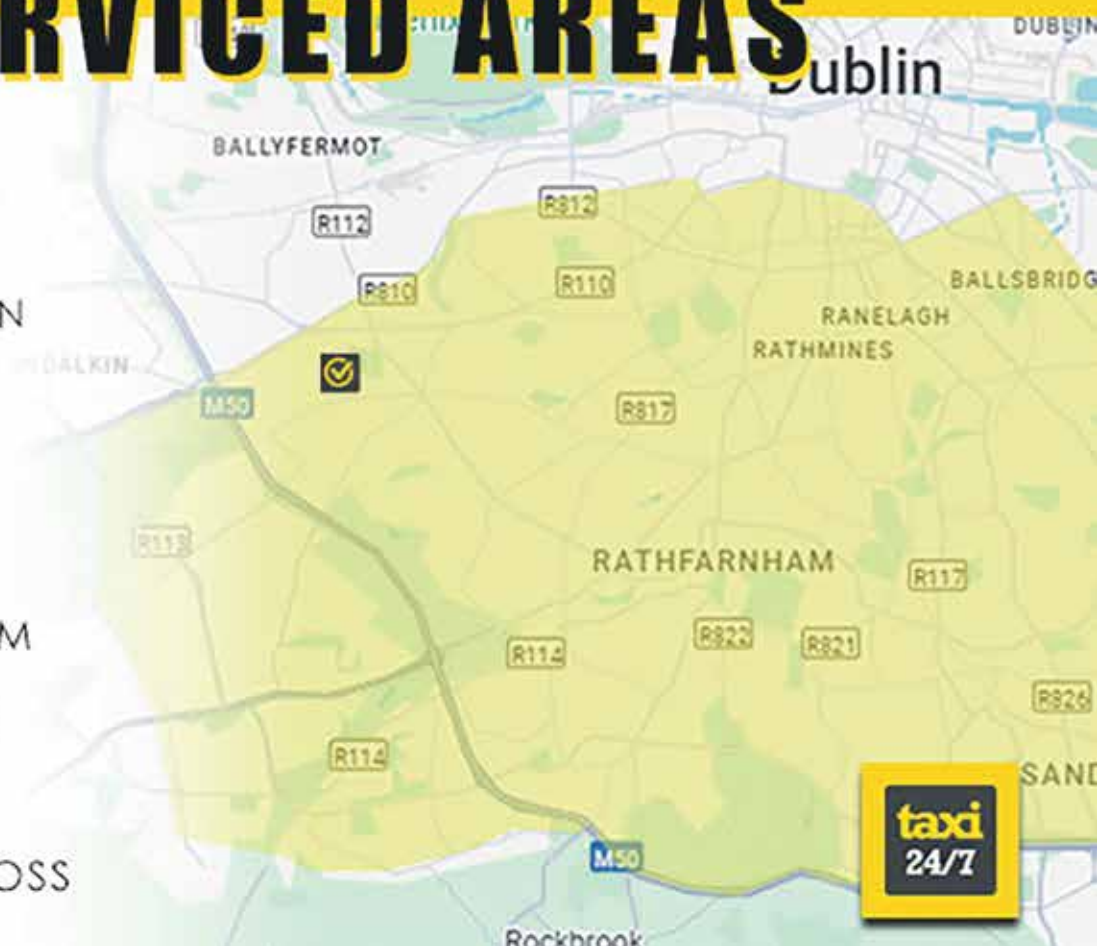 RVICED AREAS
DUBLIN
Dublin
BALLYFERMOT
R812
R112
R110
R810
BALLSBRIDG
N
RANELAGH
RATHMINES
DALKIN
M50
R817
R113
RATHFARNHAM
R117
M
R822
R821
R114
R826
R114
SAND
taxi
24/7
M50
OSS
Rockbrook